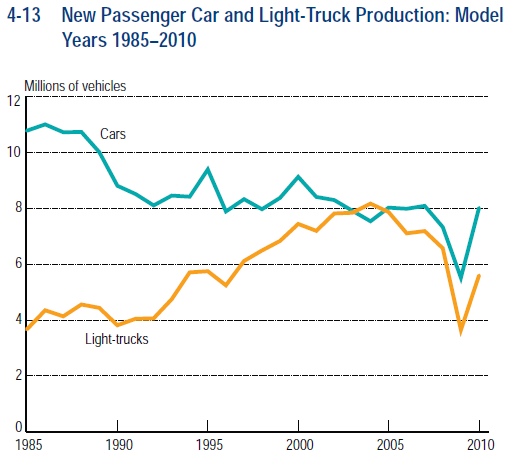 4-13 New Passenger Car and Light-Truck Production: Model
Years 1985–2010
Millions of vehicles
12
Cars
10
8
6
4
Light-trucks
2
0
1985 1990 1995 2000 2005 2010